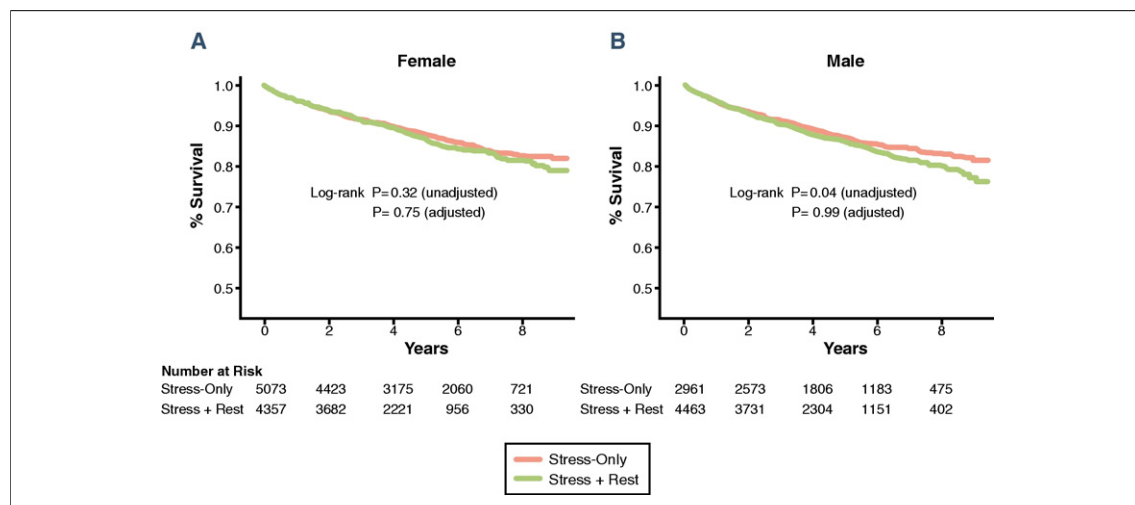 A
Female
% Survival
1.0
0.9
0.8
0.7
0.6
0.5
Log-rank P=0.32 (unadjusted)
P= 0.75 (adjusted)
0 2 4 6 8
Years
B
Male
% Suvival
1.0
0.9
0.8
0.7
0.6
0.5
Log-rank P=0.04 (unadjusted)
P= 0.99 (adjusted)
0 2 4 6 8
Years
Number at Risk
Stress-Only 5073 4423 3175 2060 721
Stress + Rest 4357 3682 2221 956 330
Stress-Only 2961 2573 1806 1183 475
Stress + Rest 4463 3731 2304 1151 402
Stress-Only
Stress + Rest